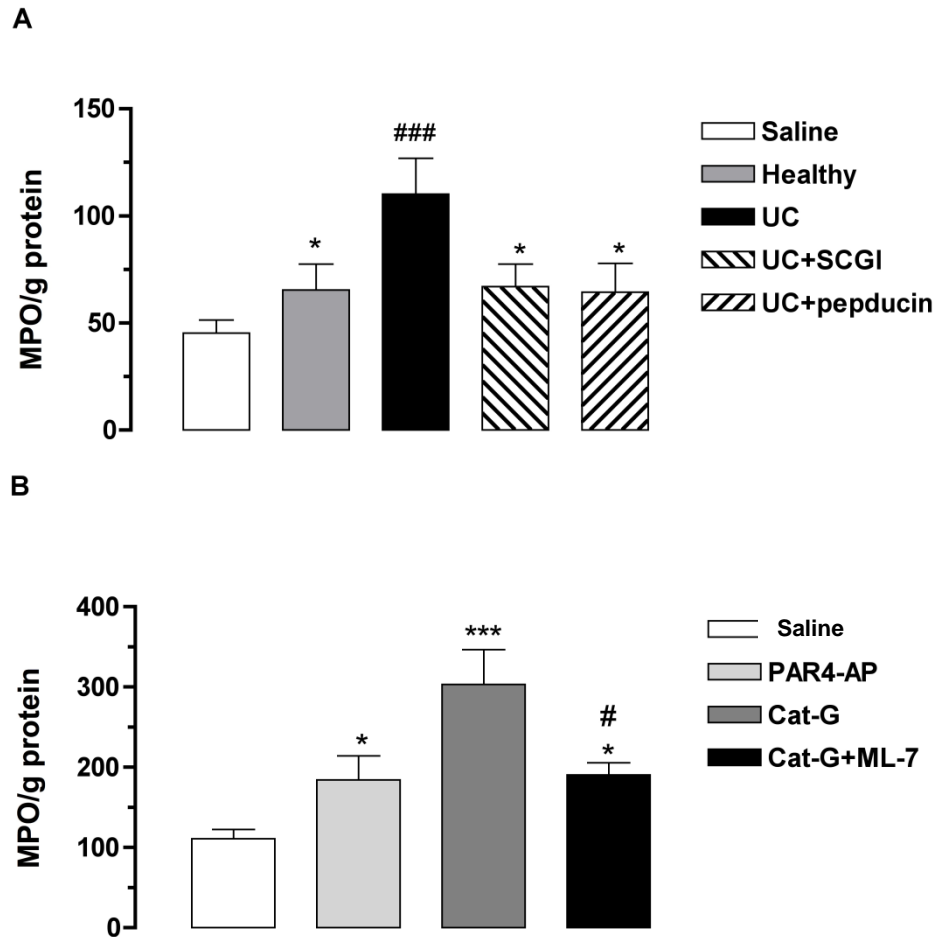 A
MPO/g protein
150
100
50
0
*
###
*
*
Saline
Healthy
UC
UC+SCGI
UC+pepducin
B
MPO/g protein
400
300
200
100
0
*
***
#
*
Saline
PAR4-AP
Cat-G
Cat-G+ML-7